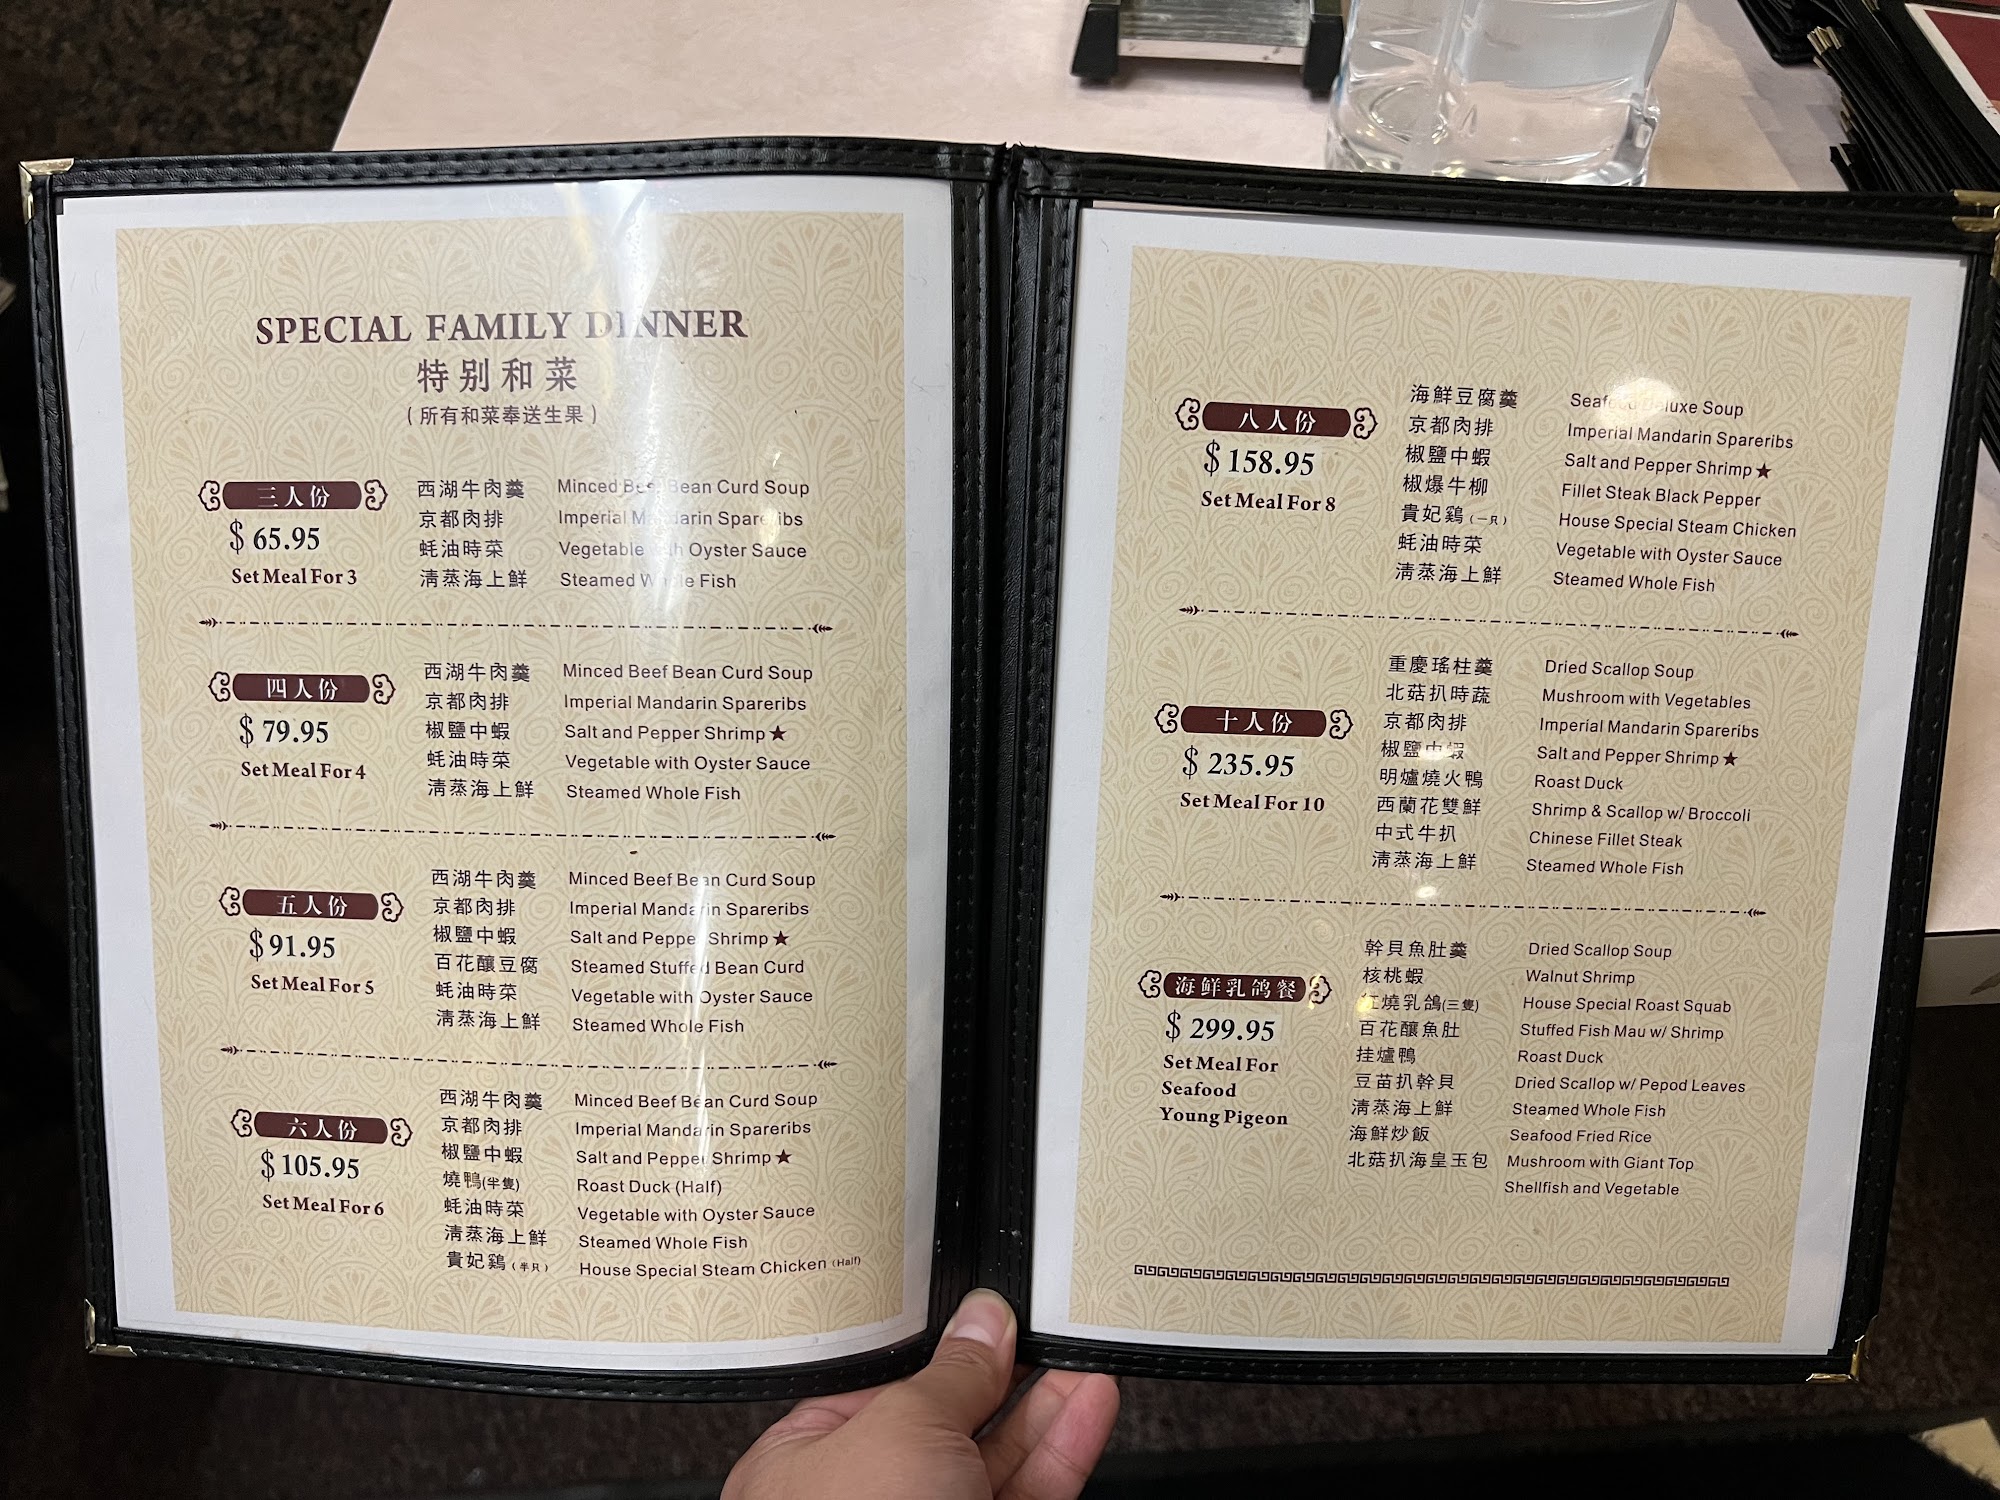 SPECIAL FAMILY DINNER
特別和菜
(所有和菜奉送生果)
三人份
$65.95
Set Meal For 3
西湖牛肉羹 Minced Beef Bean Curd Soup
京都肉排 Imperial Mandarin Spareribs
蚝油時菜 Vegetable with Oyster Sauce
淸蒸海上鮮 Steamed Whole Fish
四人份
$79.95
Set Meal For 4
西湖牛肉羹 Minced Beef Bean Curd Soup
京都肉排 Imperial Mandarin Spareribs
椒鹽中蝦 Salt and Pepper Shrimp★
蚝油時菜 Vegetable with Oyster Sauce
淸蒸海上鮮 Steamed Whole Fish
五人份
$91.95
Set Meal For 5
西湖牛肉羹 Minced Beef Bean Curd Soup
京都肉排 Imperial Mandarin Spareribs
椒鹽中蝦 Salt and Pepper Shrimp★
百花釀豆腐 Steamed Stuffed Bean Curd
蚝油時菜 Vegetable with Oyster Sauce
淸蒸海上鮮 Steamed Whole Fish
六人份
$105.95
Set Meal For 6
西湖牛肉羹 Minced Beef Bean Curd Soup
京都肉排 Imperial Mandarin Spareribs
椒鹽中蝦 Salt and Pepper Shrimp★
燒鴨(半隻) Roast Duck (Half)
蚝油時菜 Vegetable with Oyster Sauce
淸蒸海上鮮 Steamed Whole Fish
貴妃鷄(半只) House Special Steam Chicken (Half)
八人份
$158.95
Set Meal For 8
海鮮豆腐羹 Seafood Deluxe Soup
京都肉排 Imperial Mandarin Spareribs
椒鹽中蝦 Salt and Pepper Shrimp★
椒爆牛柳 Fillet Steak Black Pepper
貴妃鷄(一只) House Special Steam Chicken
蚝油時菜 Vegetable with Oyster Sauce
淸蒸海上鮮 Steamed Whole Fish
十人份
$235.95
Set Meal For 10
重慶瑤柱羹 Dried Scallop Soup
北菇扒時蔬 Mushroom with Vegetables
京都肉排 Imperial Mandarin Spareribs
椒鹽中蝦 Salt and Pepper Shrimp★
明爐燒火鴨 Roast Duck
西蘭花雙鮮 Shrimp & Scallop w/ Broccoli
中式牛扒 Chinese Fillet Steak
淸蒸海上鮮 Steamed Whole Fish
海鮮乳鴿餐
$299.95
Set Meal For
Seafood
Young Pigeon
幹貝魚肚羹 Dried Scallop Soup
核桃蝦 Walnut Shrimp
紅燒乳鴿(三隻) House Special Roast Squab
百花釀魚肚 Stuffed Fish Mau w/ Shrimp
挂爐鴨 Roast Duck
豆苗扒幹貝 Dried Scallop w/ Pepod Leaves
淸蒸海上鮮 Steamed Whole Fish
海鮮炒飯 Seafood Fried Rice
北菇扒海皇玉包 Mushroom with Giant Top
Shellfish and Vegetable